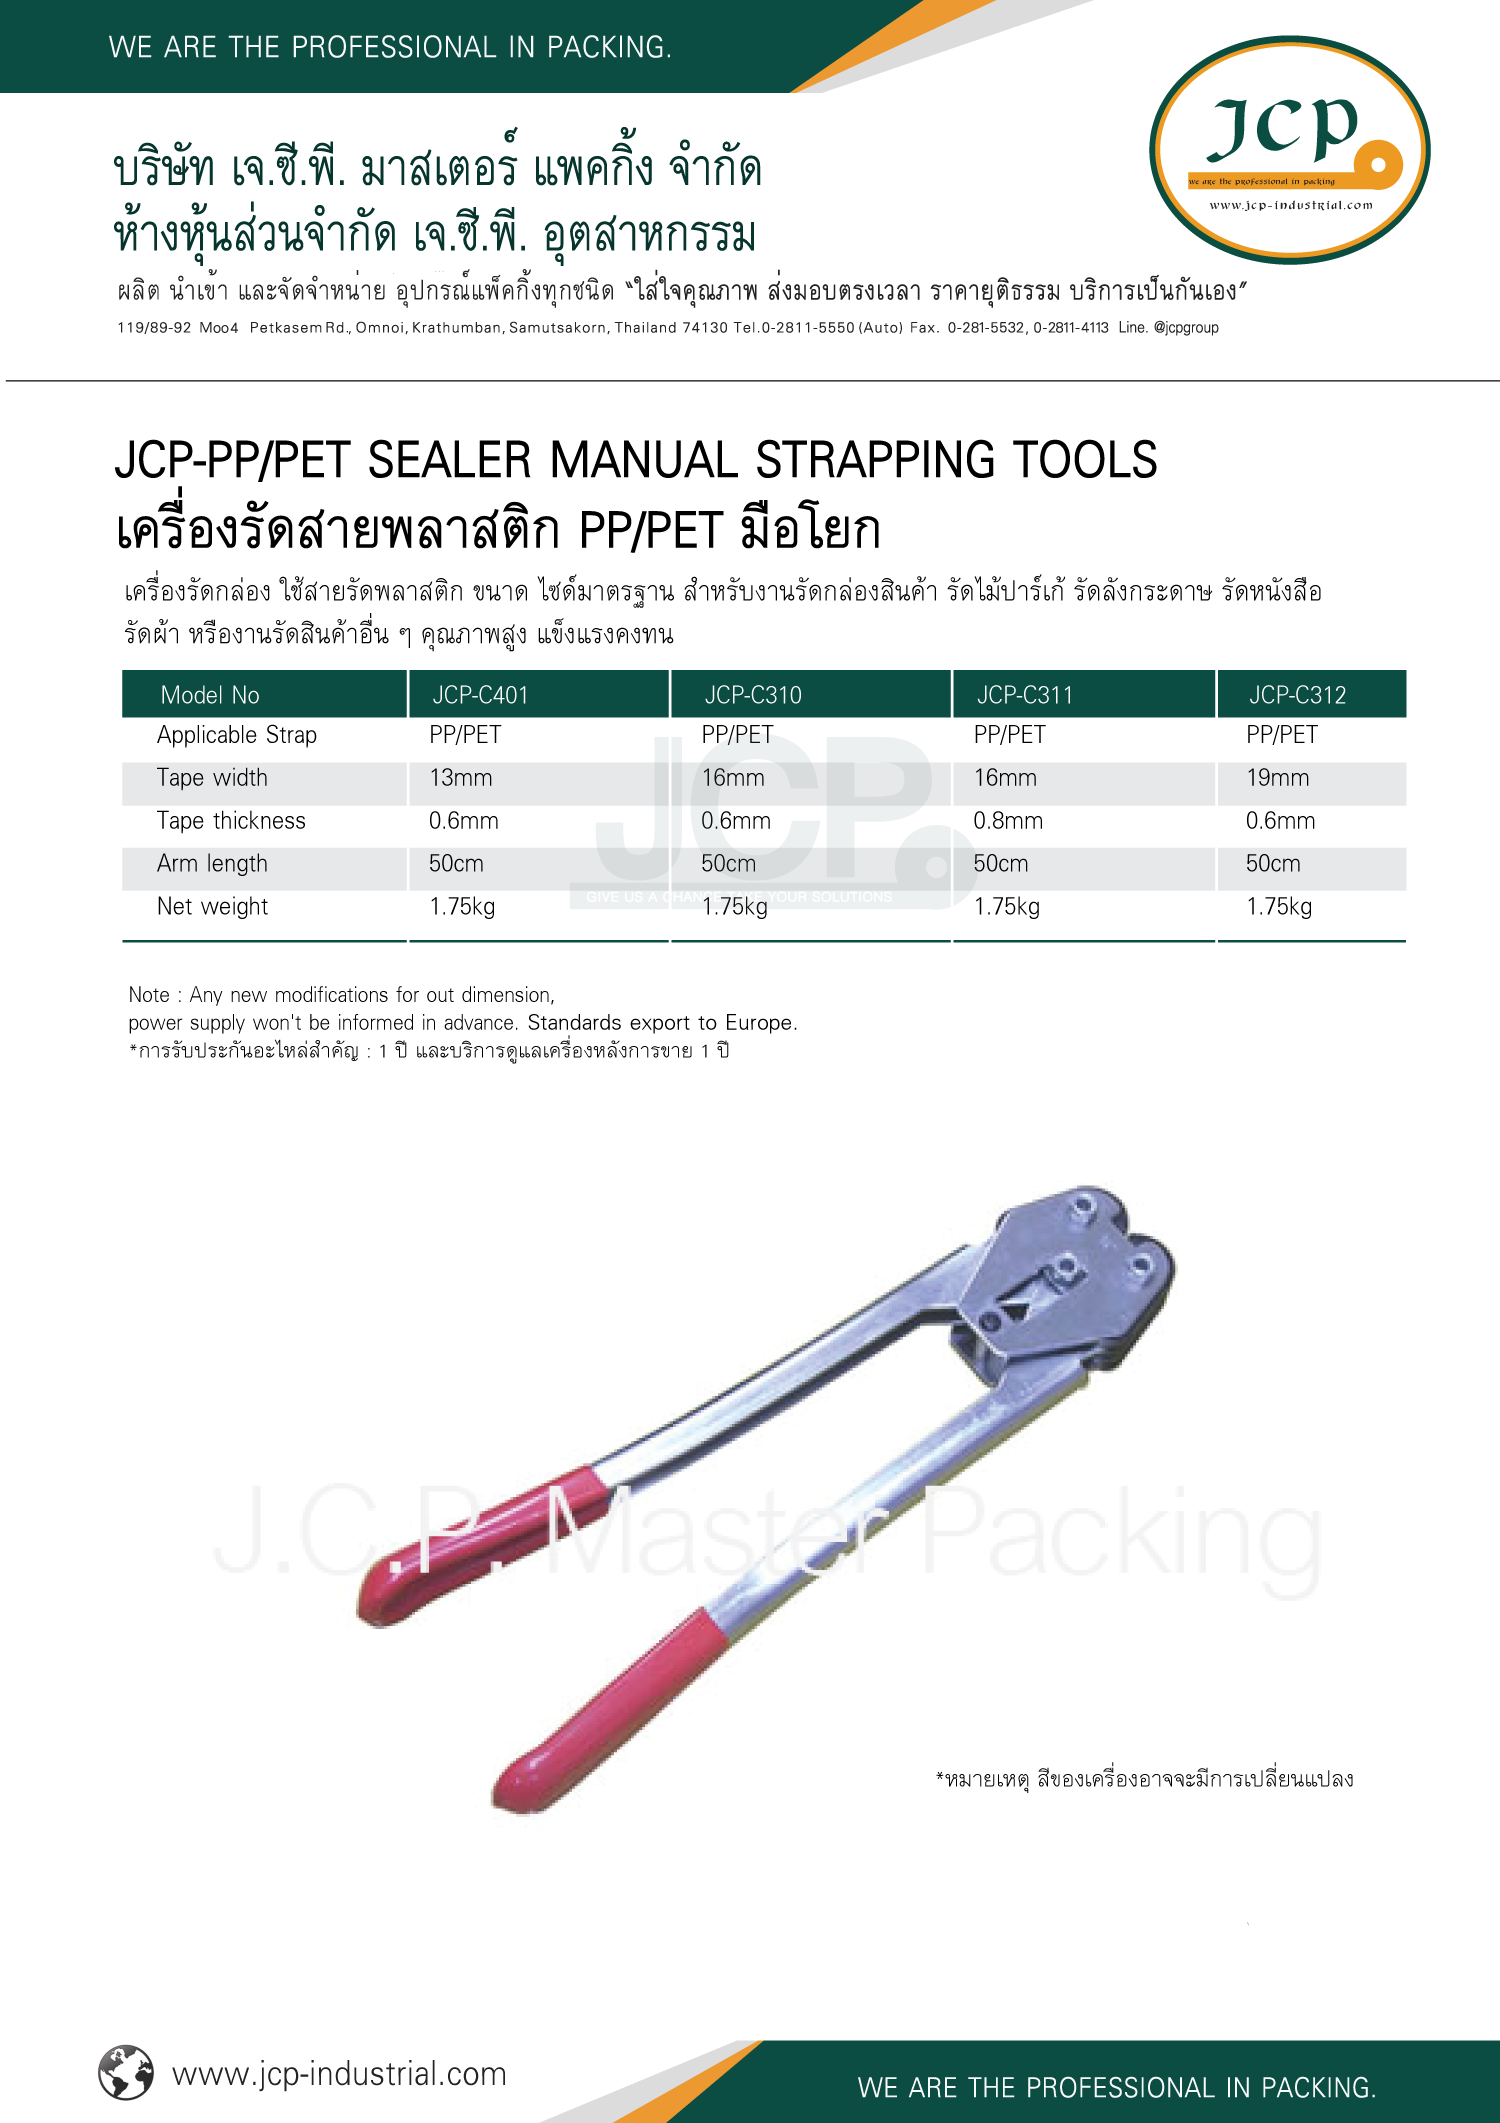 WE ARE THE PROFESSIONAL IN PACKING.
JCP
we are the professional in packing
www.jcp-industrial.com
บริษัท เจ.ซี.พี. มาสเตอร์ แพคกิ้ง จำกัด
ห้างหุ้นส่วนจำกัด เจ.ซี.พี. อุตสาหกรรม
ผลิต นำเข้า และจัดจำหน่าย อุปกรณ์แพ็คกิ้งทุกชนิด "ใส่ใจคุณภาพ ส่งมอบตรงเวลา ราคายุติธรรม บริการเป็นกันเอง"
119/89-92 Moo4 Petkasem Rd., Omnoi, Krathumban, Samutsakorn, Thailand 74130 Tel.0-2811-5550 (Auto) Fax. 0-281-5532, 0-2811-4113 Line. @jcpgroup
JCP-PP/PET SEALER MANUAL STRAPPING TOOLS
เครื่องรัดสายพลาสติก PP/PET มือโยก
เครื่องรัดกล่อง ใช้สายรัดพลาสติก ขนาด ไซด์มาตรฐาน สำหรับงานรัดกล่องสินค้า รัดไม้ปาร์เก้ รัดลังกระดาษ รัดหนังสือ
รัดผ้า หรืองานรัดสินค้าอื่น ๆ คุณภาพสูง แข็งแรงคงทน
Model No JCP-C401 JCP-C310 JCP-C311 JCP-C312
Applicable Strap PP/PET PP/PET PP/PET PP/PET
Tape width 13mm 16mm 16mm 19mm
Tape thickness 0.6mm 0.6mm 0.8mm 0.6mm
Arm length 50cm 50cm 50cm 50cm
Net weight 1.75kg 1.75kg 1.75kg 1.75kg
JCP
GIVE US A CHANCE TAKE YOUR SOLUTIONS
Note : Any new modifications for out dimension,
power supply won't be informed in advance. Standards export to Europe.
*การรับประกันอะไหล่สำคัญ : 1 ปี และบริการดูแลเครื่องหลังการขาย 1 ปี
J.C.P. Master Packing
*หมายเหตุ สีของเครื่องอาจจะมีการเปลี่ยนแปลง
www.jcp-industrial.com
WE ARE THE PROFESSIONAL IN PACKING.